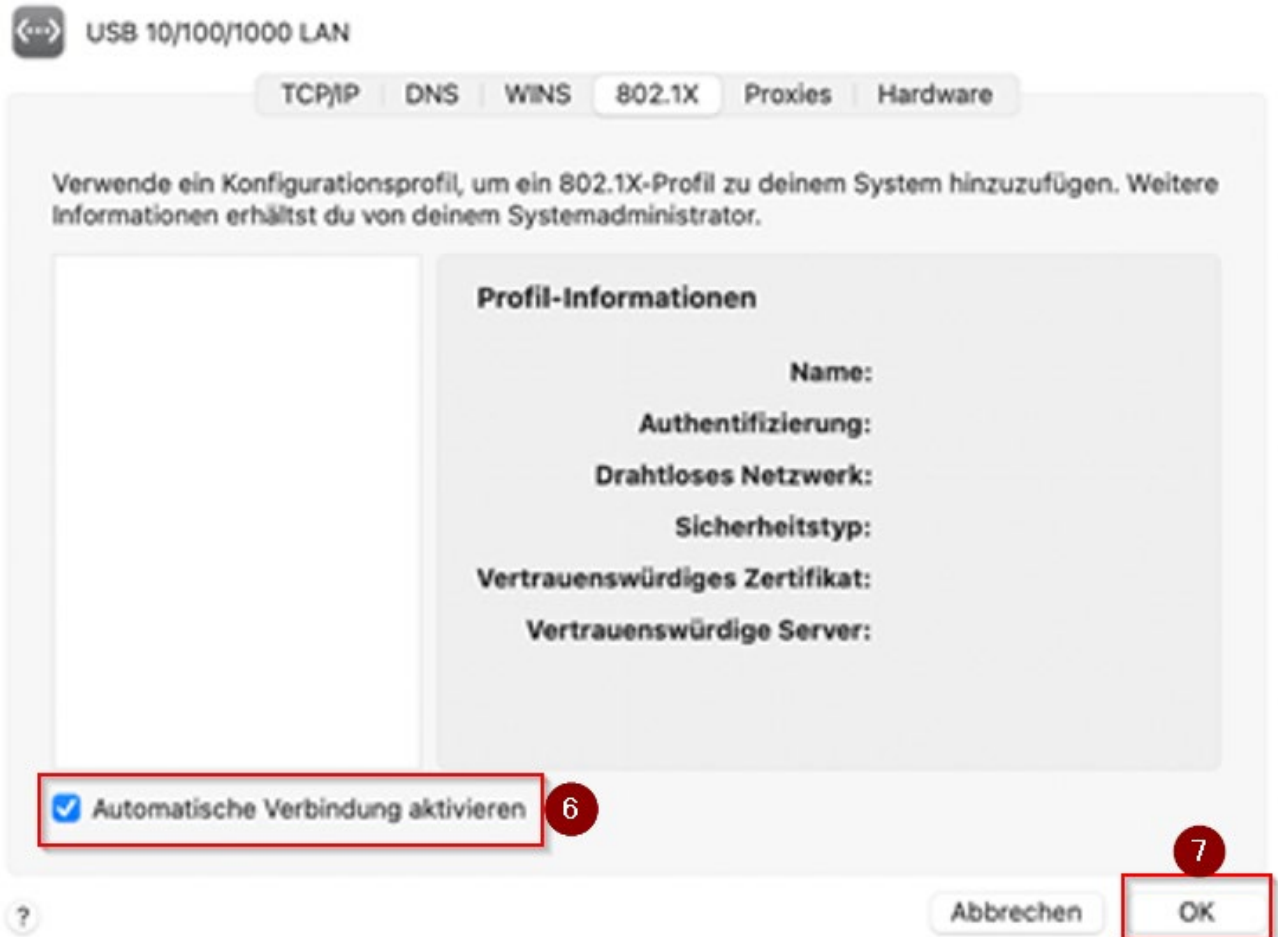 USB 10/100/1000 LAN
TCP/IP DNS WINS 802.1X Proxies Hardware
Verwende ein Konfigurationsprofil, um ein 802.1X-Profil zu deinem System hinzuzufügen. Weitere
Informationen erhältst du von deinem Systemadministrator.
Profil-Informationen
Name:
Authentifizierung:
Drahtloses Netzwerk:
Sicherheitstyp:
Vertrauenswürdiges Zertifikat:
Vertrauenswürdige Server:
Automatische Verbindung aktivieren 6
7
? Abbrechen OK